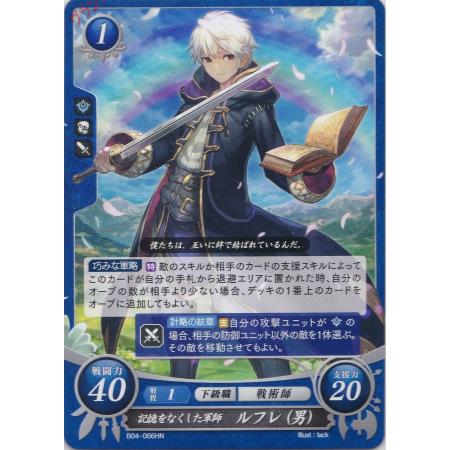 1
僕たちは、互いに絆で結ばれているんだ。
巧みな軍略 特 敵のスキルか相手のカードの支援スキルによって
このカードが自分の手札から退避エリアに置かれた時、自分の
オーブの数が相手より少ない場合、デッキの1番上のカードを
オーブに追加してもよい。
計略の紋章 支 自分の攻撃ユニットが の
場合、相手の防御ユニット以外の敵を1体選ぶ。
その敵を移動させてもよい。
戦闘力
40
射程 1
下級職
戦術師
支援力
20
記憶をなくした軍師 ルフレ(男)
B04-066HN
Illust:lack